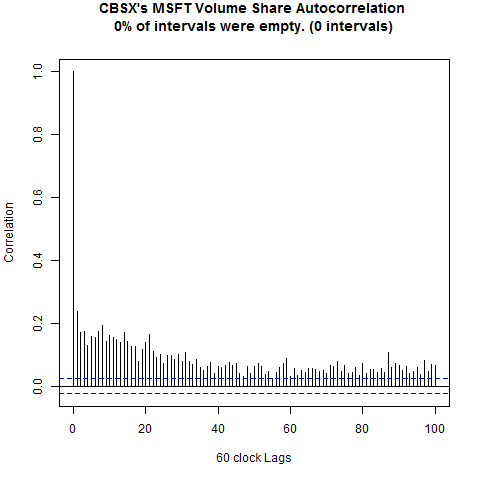 CBSX's MSFT Volume Share Autocorrelation
0% of intervals were empty. (0 intervals)
Correlation
1.0
0.8
0.6
0.4
0.2
0.0
0 20 40 60 80 100
60 clock Lags